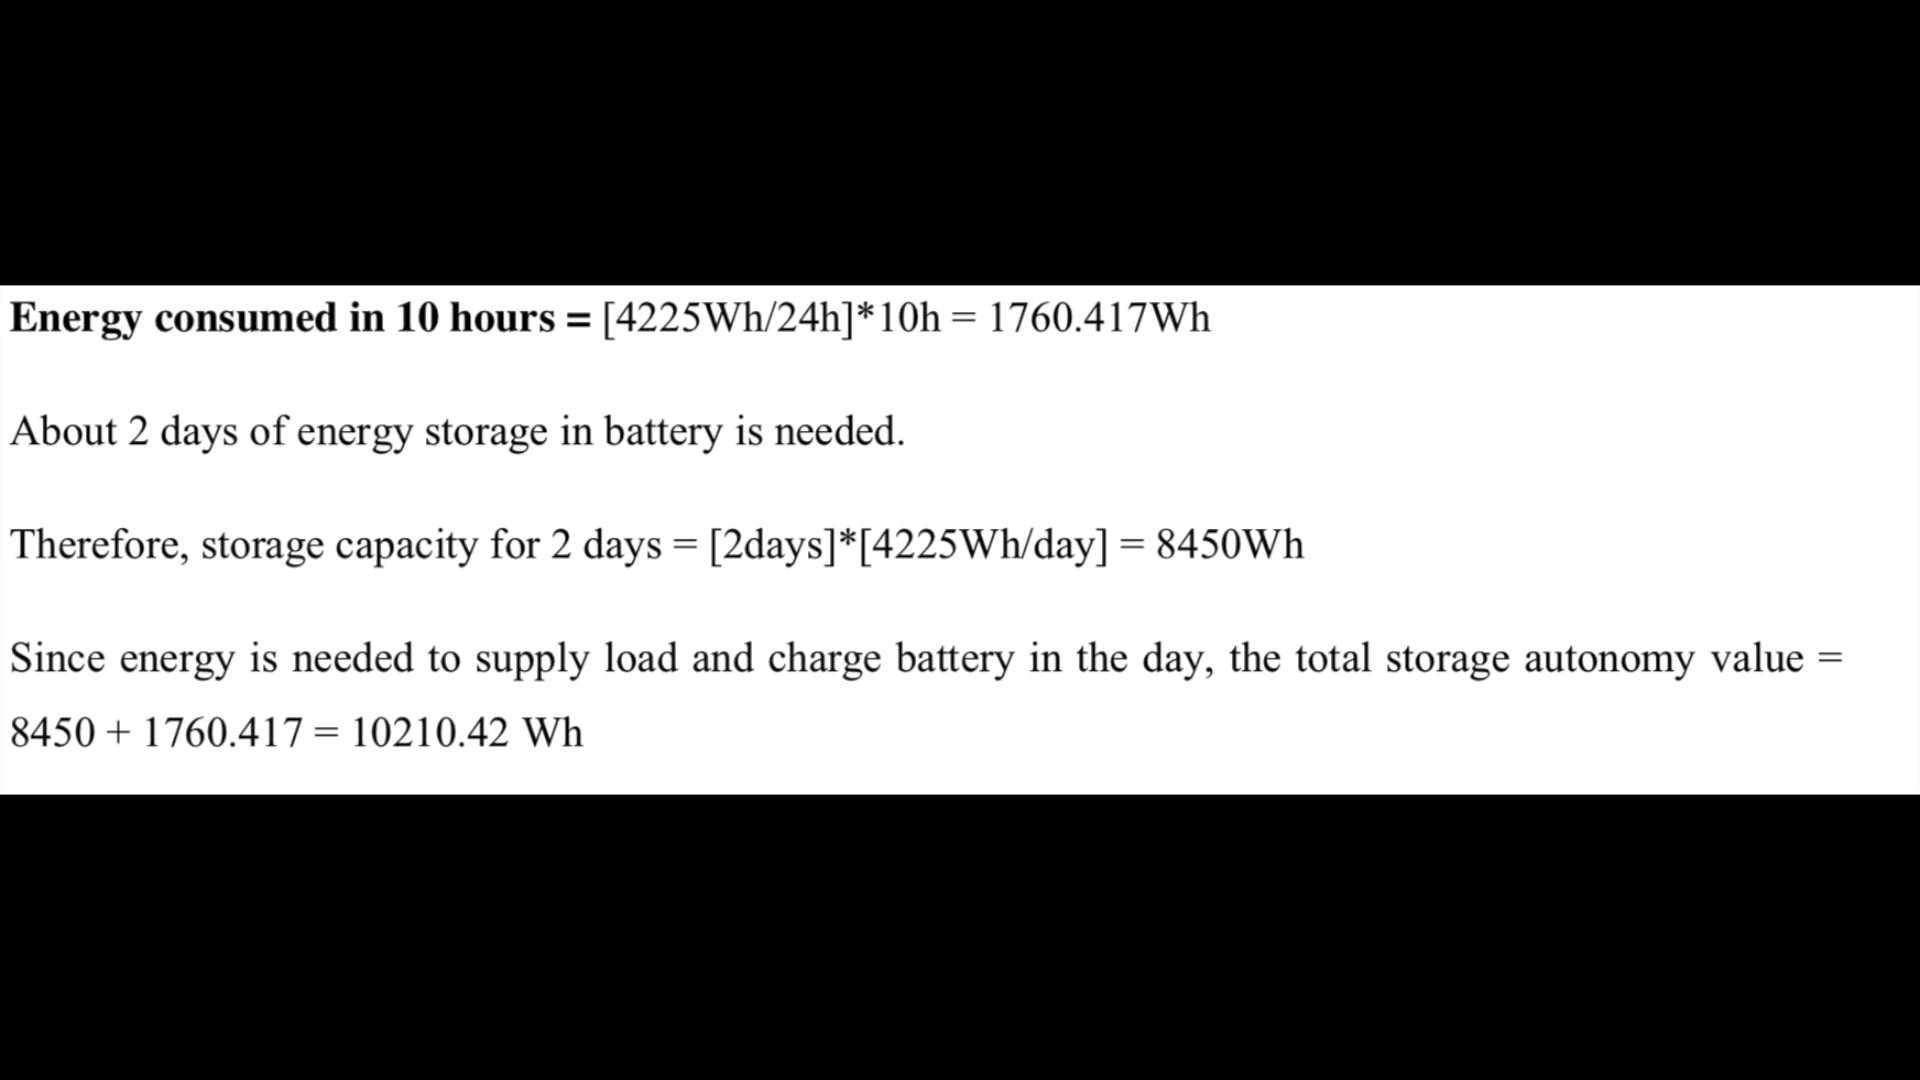 Energy consumed in 10 hours = [4225Wh/24h]*10h = 1760.417Wh
About 2 days of energy storage in battery is needed.
Therefore, storage capacity for 2 days = [2days]*[4225Wh/day] = 8450Wh
Since energy is needed to supply load and charge battery in the day, the total storage autonomy value =
8450 + 1760.417 = 10210.42 Wh